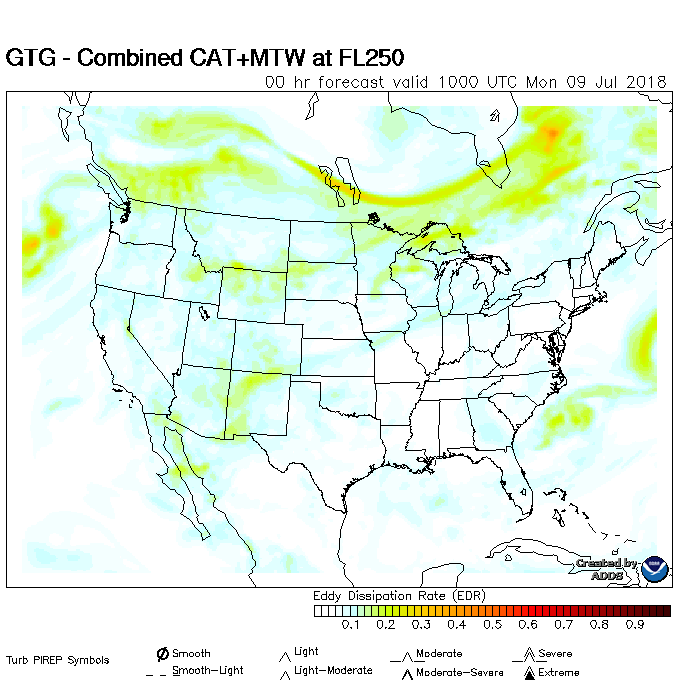 GTG - Combined CAT+MTW at FL250
00 hr forecast valid 1000 UTC Mon 09 Jul 2018
Created by
ADDS
Eddy Dissipation Rate (EDR)
0.1 0.2 0.3 0.4 0.5 0.6 0.7 0.8 0.9
Turb PIREP Symbols
Smooth Light Moderate Severe
Smooth-Light Light-Moderate Moderate-Severe Extreme